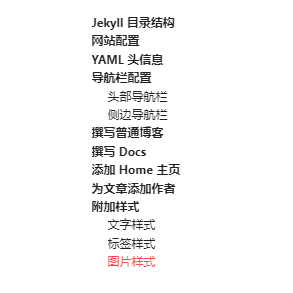 Jekyll 目录结构
网站配置
YAML 头信息
导航栏配置
头部导航栏
侧边导航栏
撰写普通博客
撰写 Docs
添加 Home 主页
为文章添加作者
附加样式
文字样式
标签样式
图片样式